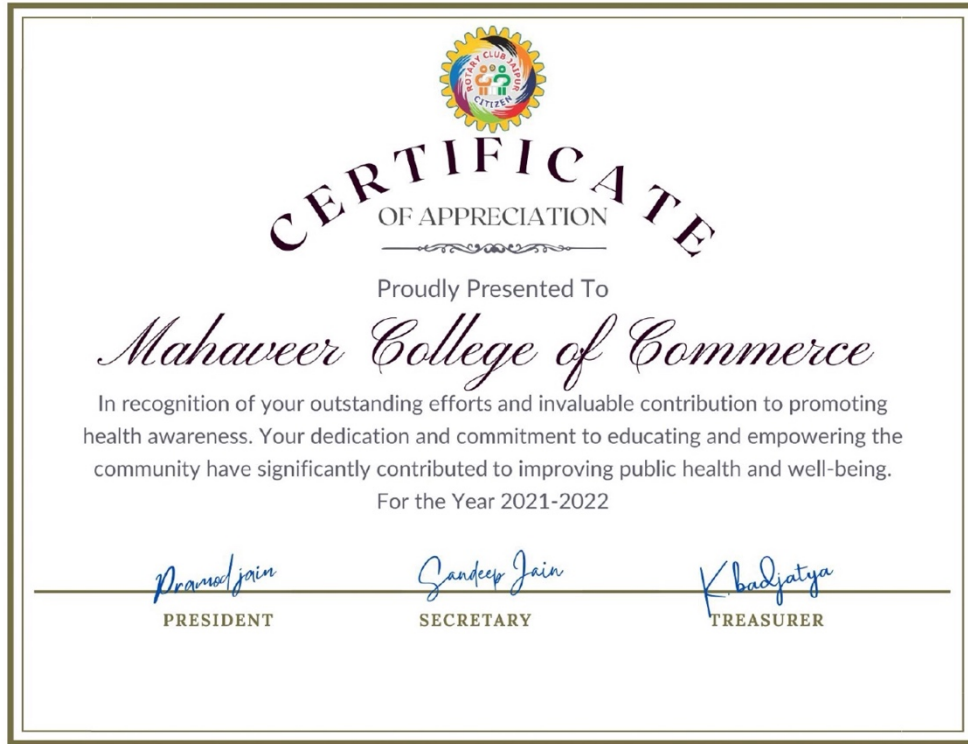 ROTARY CLUB JAIPUR
CITIZEN
CERTIFICATE
OF APPRECIATION
Proudly Presented To
Mahaveer College of Commerce
In recognition of your outstanding efforts and invaluable contribution to promoting
health awareness. Your dedication and commitment to educating and empowering the
community have significantly contributed to improving public health and well-being.
For the Year 2021-2022
Pramod jain Sandeep Jain K.badjatya
PRESIDENT SECRETARY TREASURER